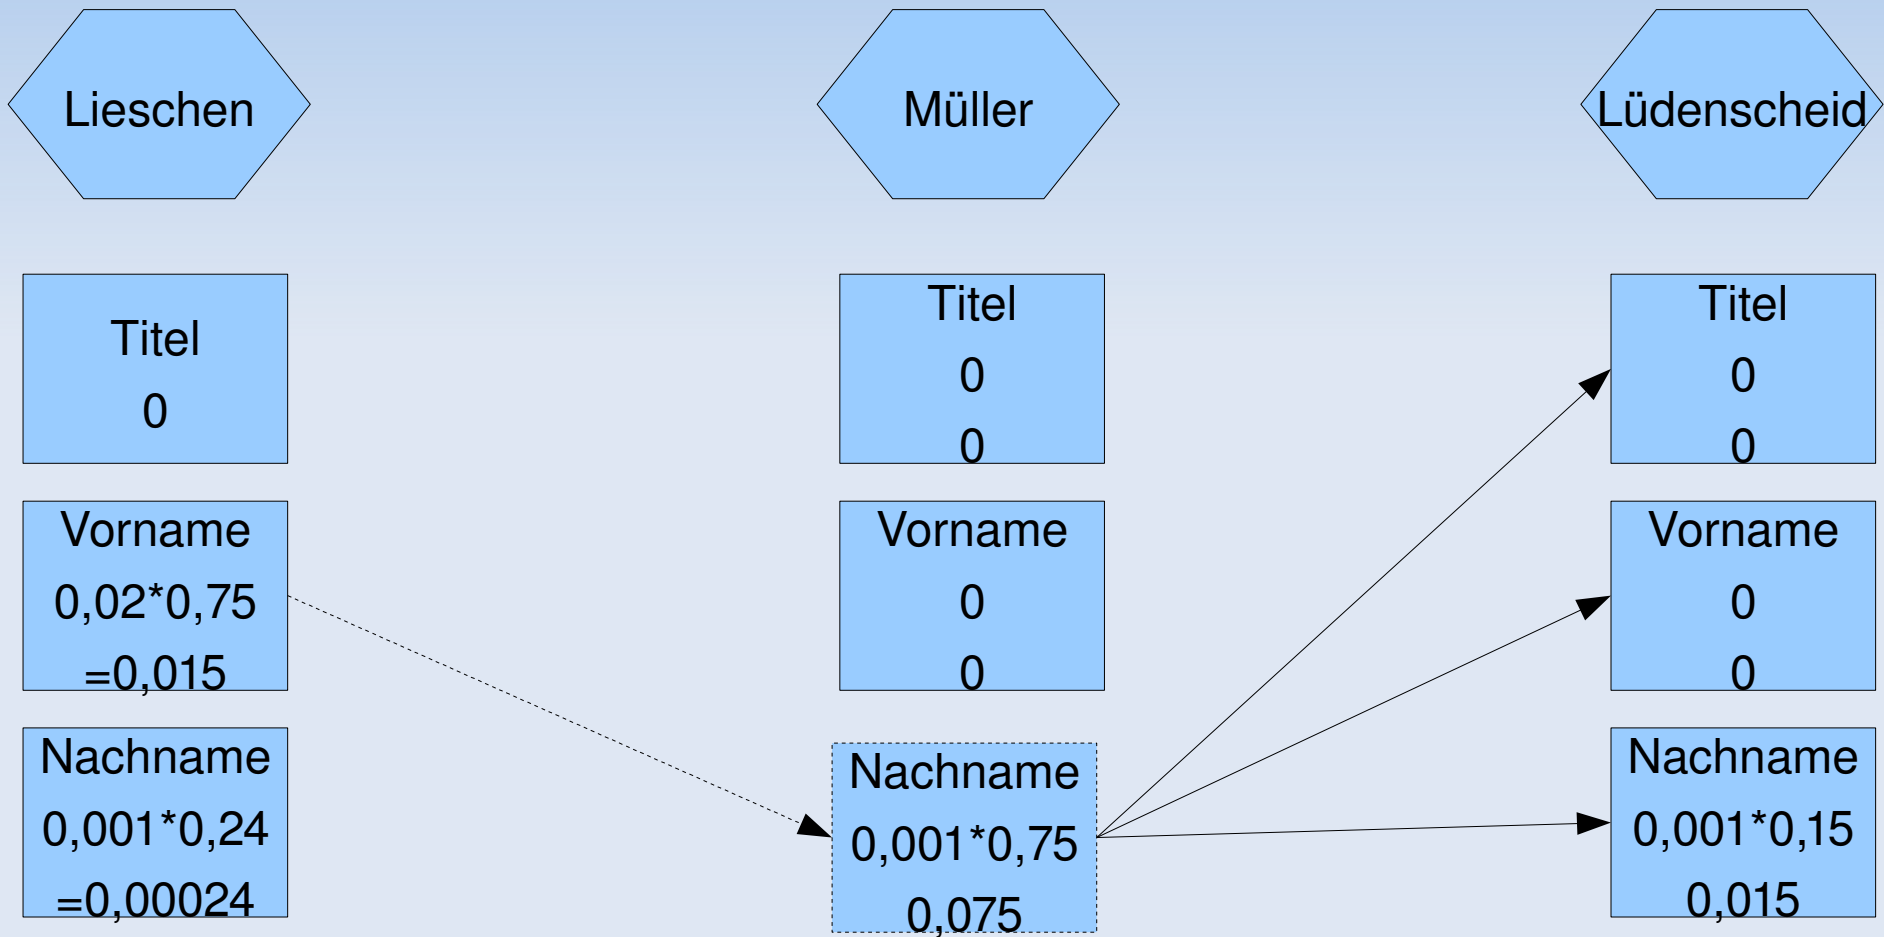 Lieschen
Müller
Lüdenscheid
Titel
0
Titel
0
0
Titel
0
0
Vorname
0,02*0,75
=0,015
Vorname
0
0
Vorname
0
0
Nachname
0,001*0,24
=0,00024
Nachname
0,001*0,75
0,075
Nachname
0,001*0,15
0,015